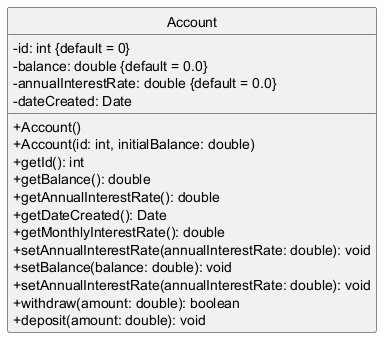 Account
-id: int {default = 0}
-balance: double {default = 0.0}
-annualInterestRate: double {default = 0.0}
-dateCreated: Date
+Account()
+Account(id: int, initialBalance: double)
+getId(): int
+getBalance(): double
+getAnnualInterestRate(): double
+getDateCreated(): Date
+getMonthlyInterestRate(): double
+setAnnualInterestRate(annualInterestRate: double): void
+setBalance(balance: double): void
+setAnnualInterestRate(annualInterestRate: double): void
+withdraw(amount: double): boolean
+deposit(amount: double): void